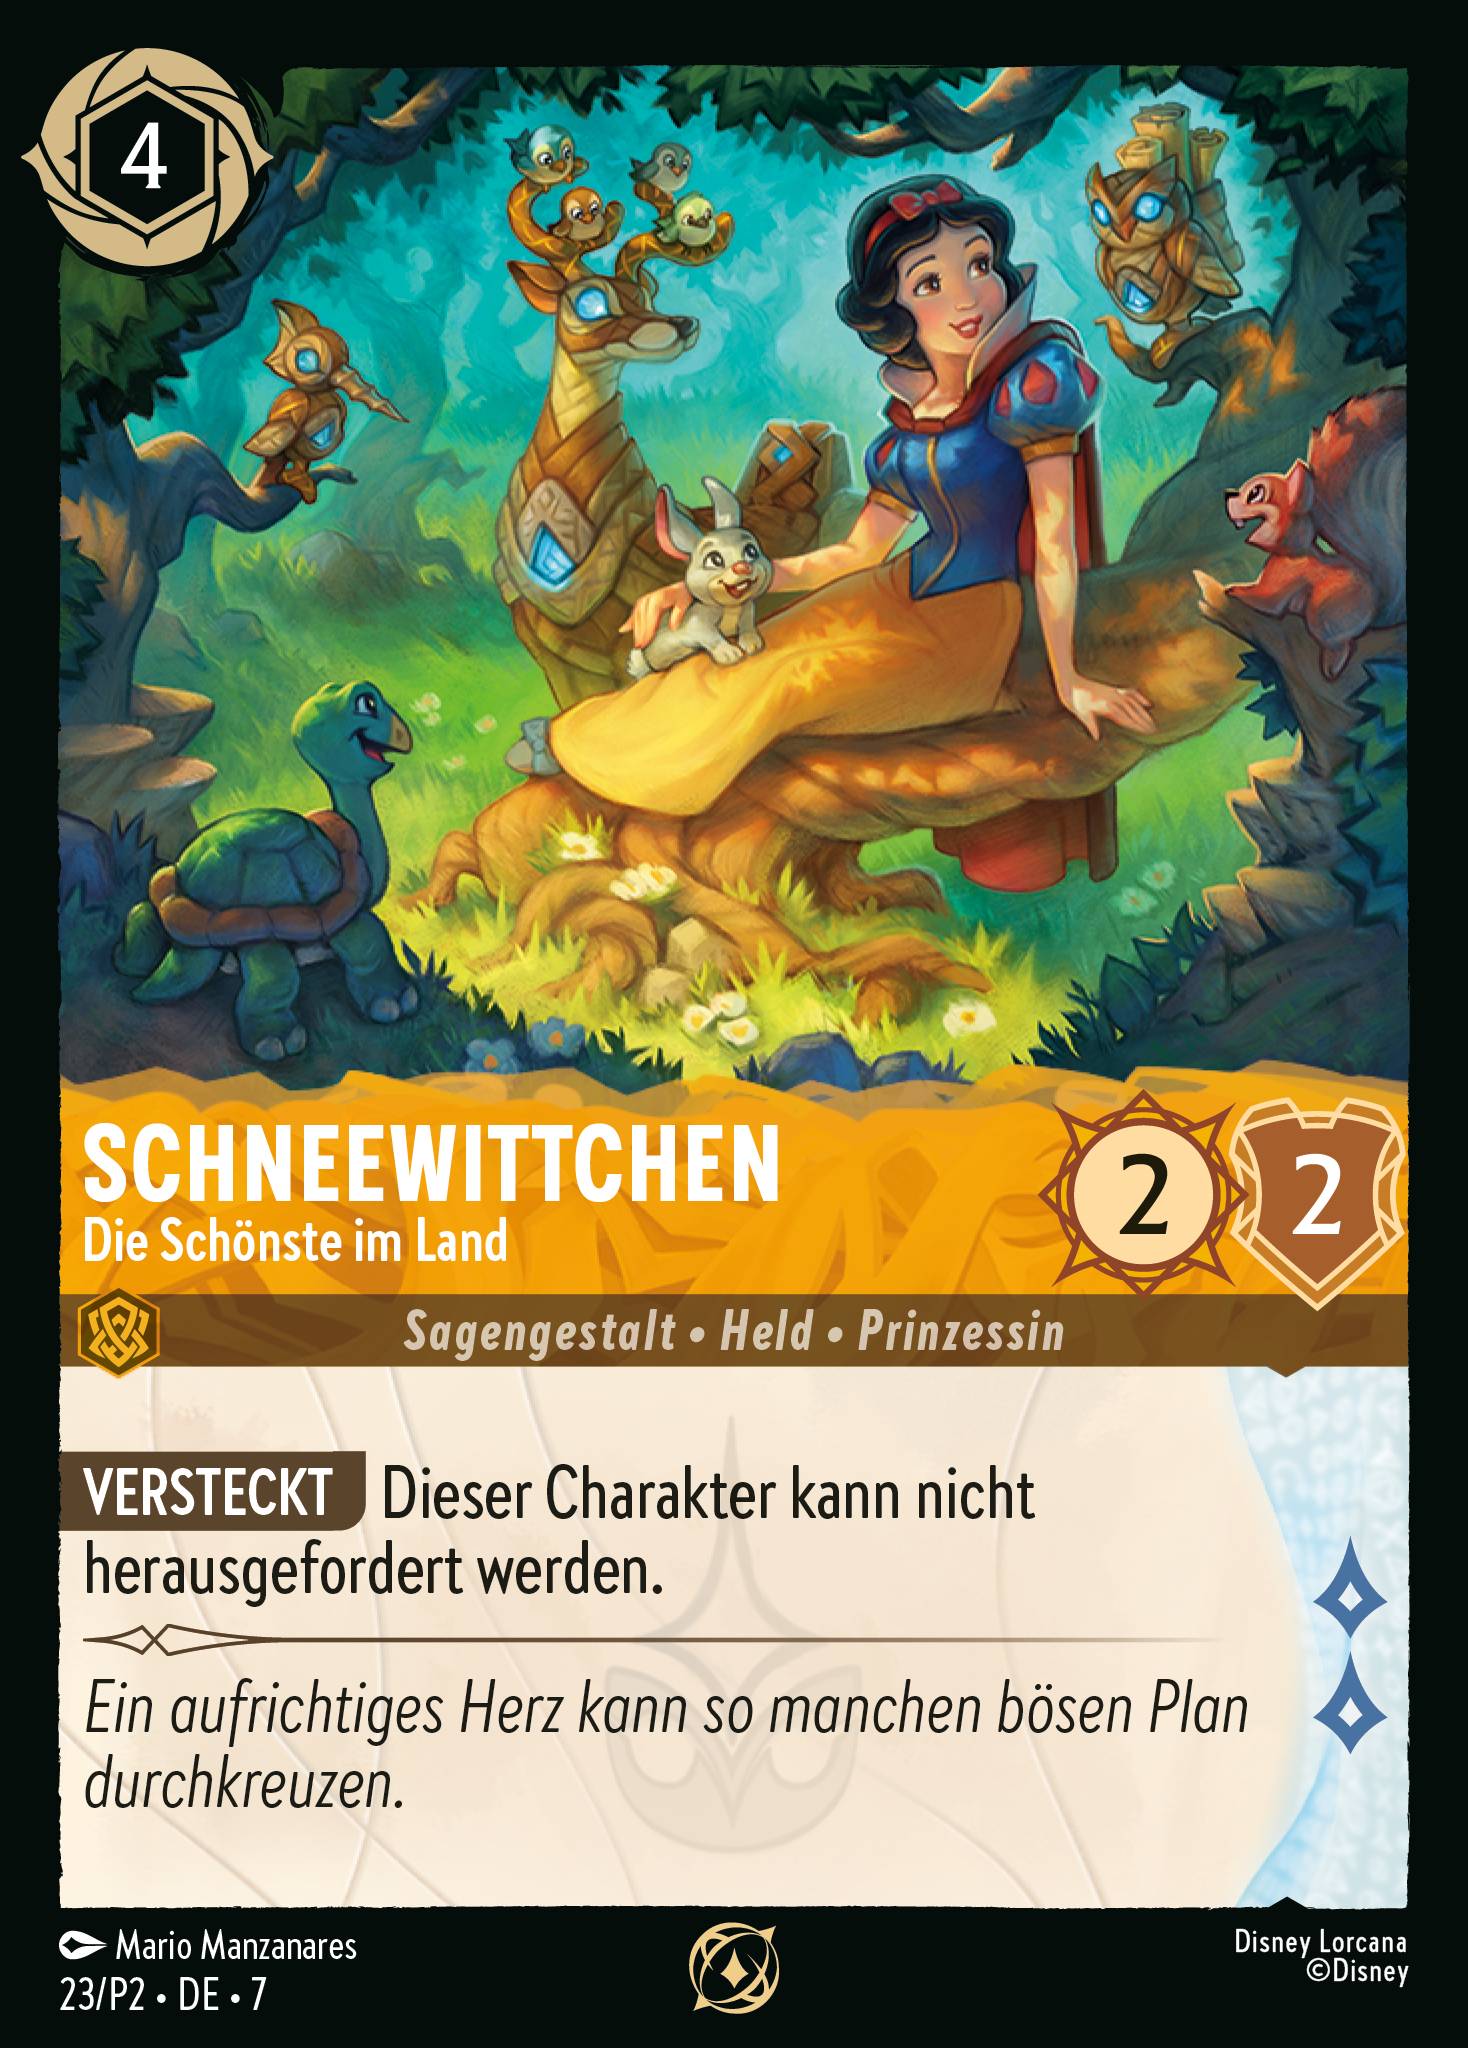 4
SCHNEEWITTCHEN
Die Schönste im Land
2
2
Sagengestalt • Held • Prinzessin
VERSTECKT Dieser Charakter kann nicht
herausgefordert werden.
Ein aufrichtiges Herz kann so manchen bösen Plan
durchkreuzen.
Mario Manzanares
23/P2 • DE • 7
Disney Lorcana
©Disney